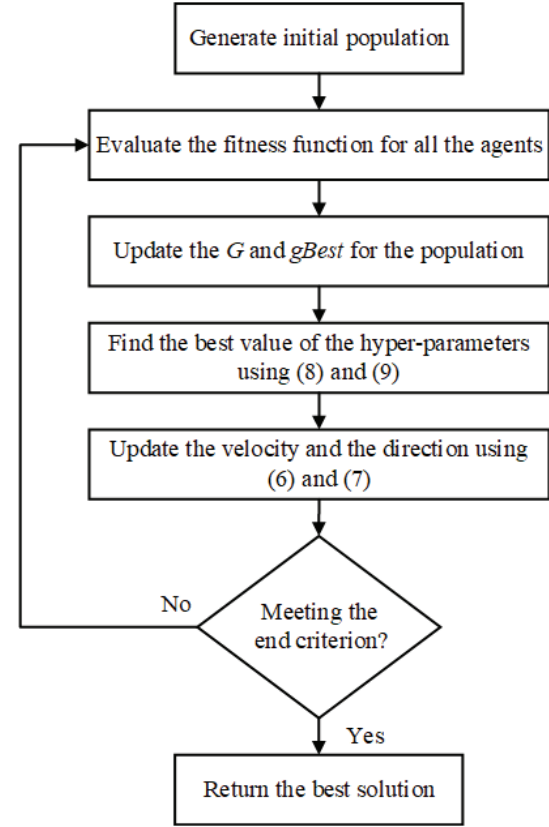 Generate initial population
Evaluate the fitness function for all the agents
Update the G and gBest for the population
Find the best value of the hyper-parameters
using (8) and (9)
Update the velocity and the direction using
(6) and (7)
No
Meeting the
end criterion?
Yes
Return the best solution